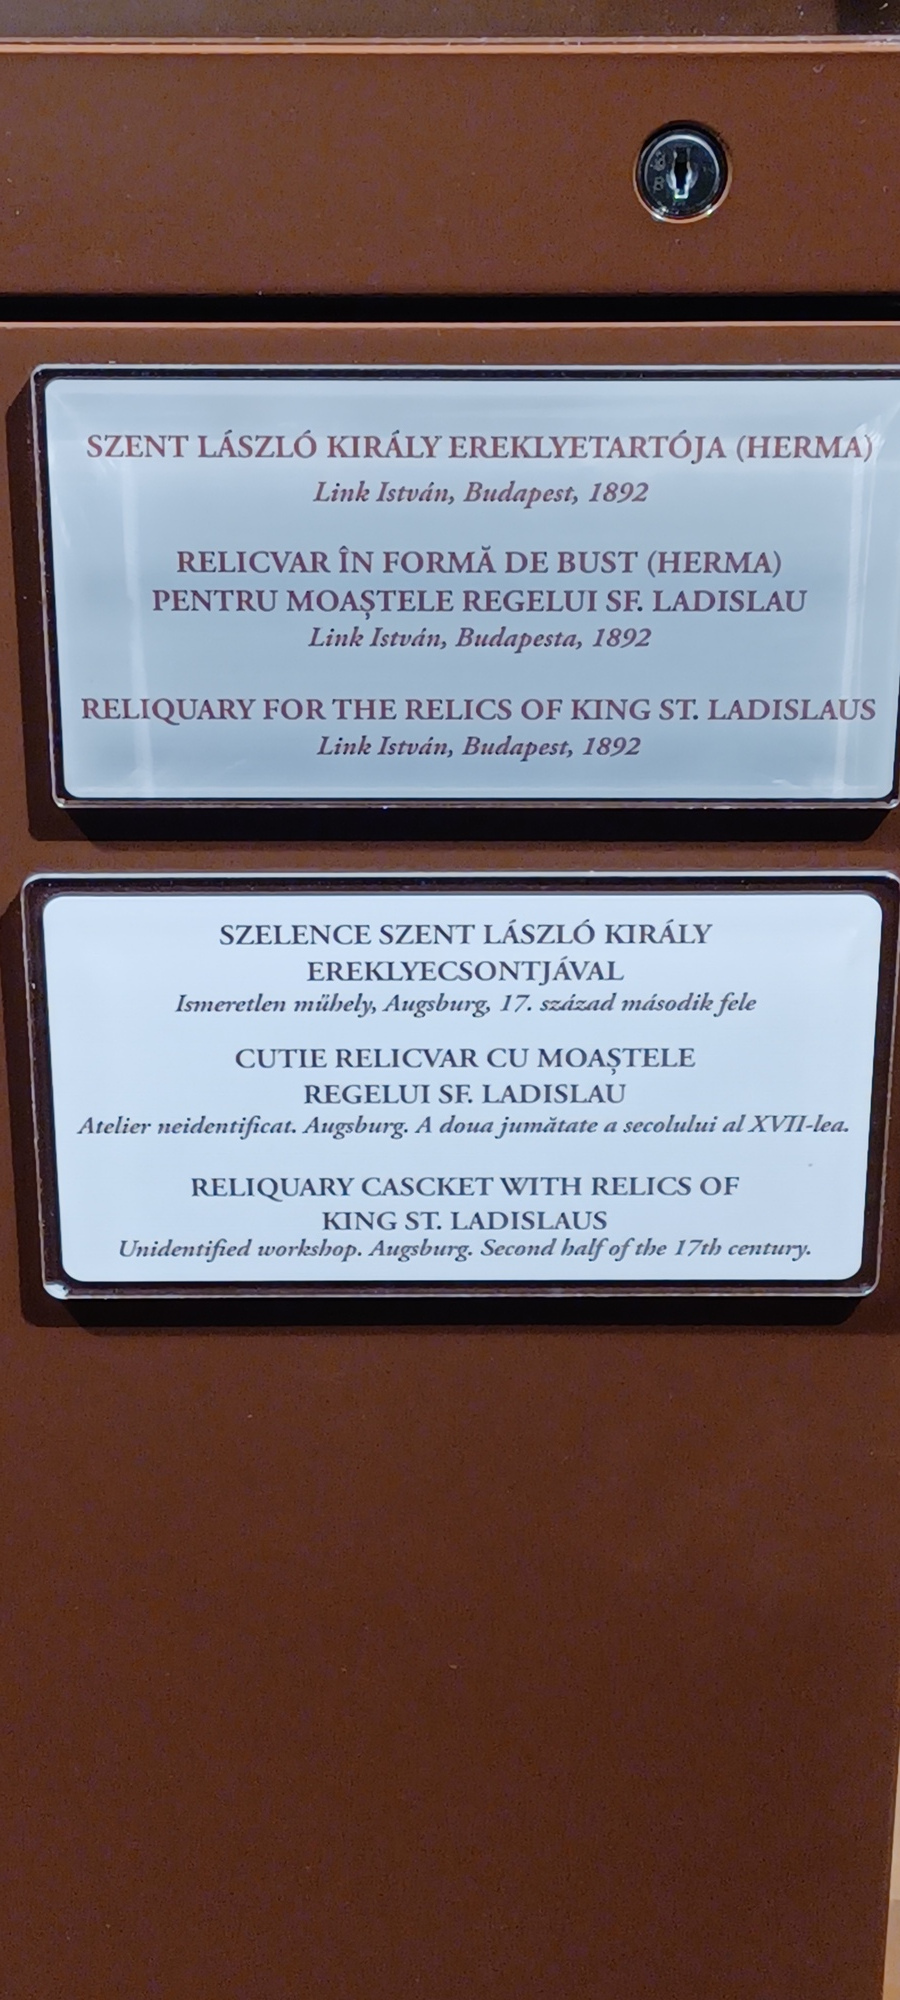 SZENT LÁSZLÓ KIRÁLY EREKLYETARTÓJA (HERMA)
Link István, Budapest, 1892
RELICVAR ÎN FORMĂ DE BUST (HERMA)
PENTRU MOAȘTELE REGELUI SF. LADISLAU
Link István, Budapesta, 1892
RELIQUARY FOR THE RELICS OF KING ST. LADISLAUS
Link István, Budapest, 1892
SZELENCE SZENT LÁSZLÓ KIRÁLY
EREKLYECSONTJÁVAL
Ismeretlen műhely, Augsburg, 17. század második fele
CUTIE RELICVAR CU MOAȘTELE
REGELUI SF. LADISLAU
Atelier neidentificat. Augsburg. A doua jumătate a secolului al XVII-lea.
RELIQUARY CASCKET WITH RELICS OF
KING ST. LADISLAUS
Unidentified workshop. Augsburg. Second half of the 17th century.